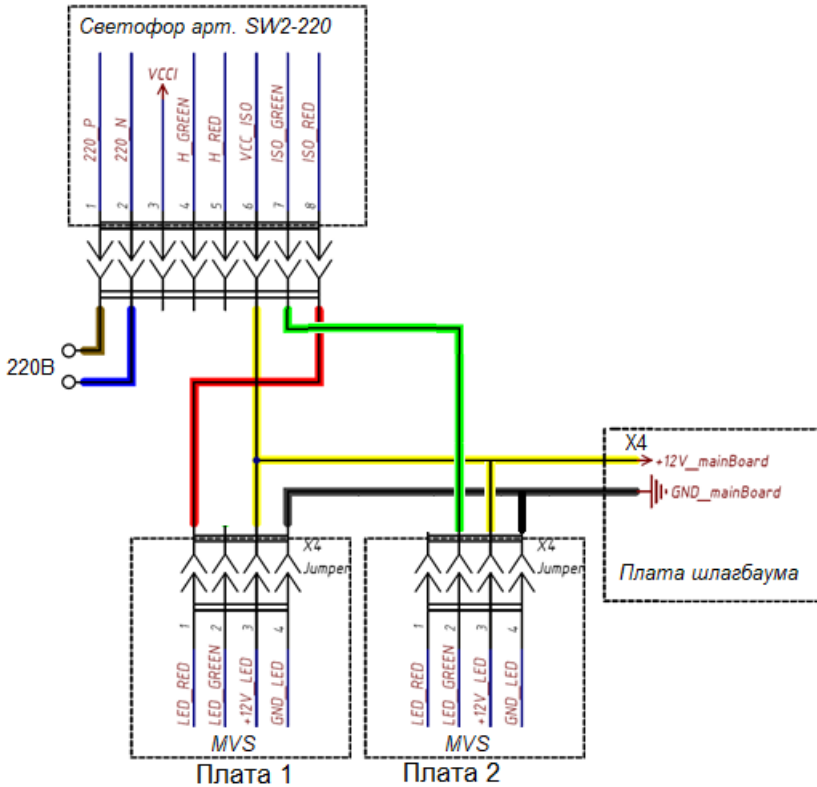 Светофор арт. SW2-220
220_P
220_N
VCCI
H_GREEN
H_RED
VCC_ISO
ISO_GREEN
ISO_RED
1 2 3 4 5 6 7 8
220В
X4
+12V_mainBoard
GND_mainBoard
Плата шлагбаума
X4
Jumper
1 2 3 4
LED_RED
LED_GREEN
+12V_LED
GND_LED
MVS
Плата 1
X4
Jumper
1 2 3 4
LED_RED
LED_GREEN
+12V_LED
GND_LED
MVS
Плата 2